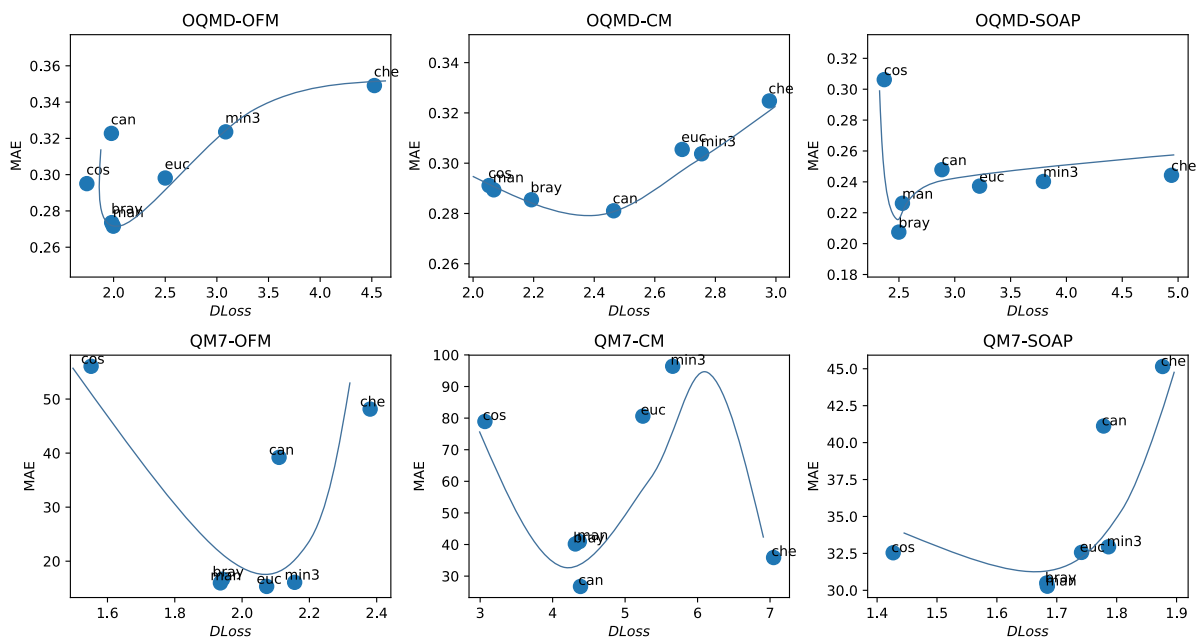 OQMD-OFM
OQMD-CM
OQMD-SOAP
MAE
0.36
0.34
0.32
0.30
0.28
0.26
cos
can
bray
man
euc
min3
che
2.0
2.5
3.0
3.5
4.0
4.5
DLoss
MAE
0.34
0.32
0.30
0.28
0.26
cos
man
bray
can
euc
min3
che
2.0
2.2
2.4
2.6
2.8
3.0
DLoss
MAE
0.32
0.30
0.28
0.26
0.24
0.22
0.20
0.18
cos
bray
man
can
euc
min3
che
2.5
3.0
3.5
4.0
4.5
5.0
DLoss
QM7-OFM
QM7-CM
QM7-SOAP
MAE
50
40
30
20
cos
bray
man
euc
can
min3
che
1.6
1.8
2.0
2.2
2.4
DLoss
MAE
100
90
80
70
60
50
40
30
cos
man
bray
can
euc
min3
che
3
4
5
6
7
DLoss
MAE
45.0
42.5
40.0
37.5
35.0
32.5
30.0
cos
bray
man
euc
can
min3
che
1.4
1.5
1.6
1.7
1.8
1.9
DLoss